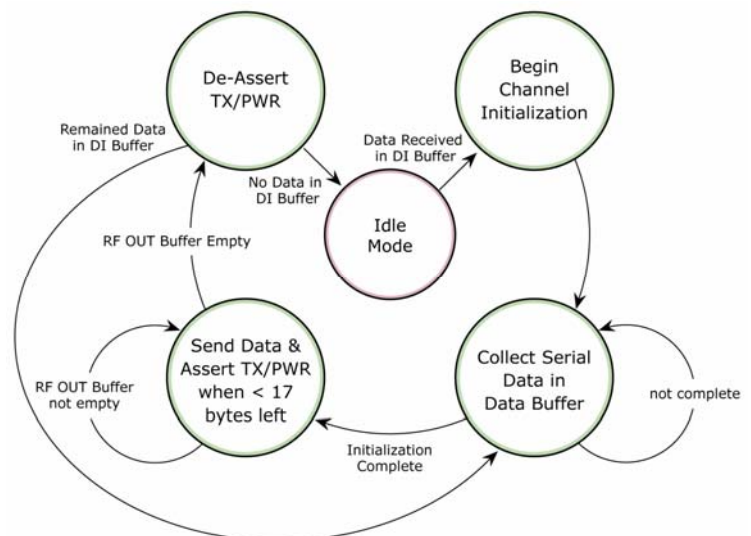 De-Assert
TX/PWR
Begin
Channel
Initialization
Remained Data
in DI Buffer
Data Received
in DI Buffer
No Data in
DI Buffer
Idle
Mode
RF OUT Buffer Empty
Send Data &
Assert TX/PWR
when < 17
bytes left
Collect Serial
Data in
Data Buffer
RF OUT Buffer
not empty
not complete
Initialization
Complete